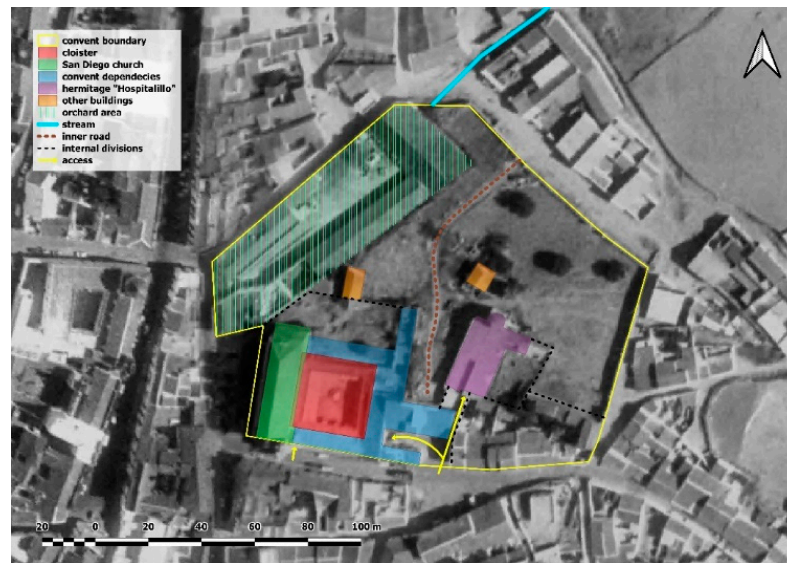 convent boundary
cloister
San Diego church
convent dependecies
hermitage "Hospitalillo"
other buildings
orchard area
stream
inner road
internal divisions
access
20 0 20 40 60 80 100 m